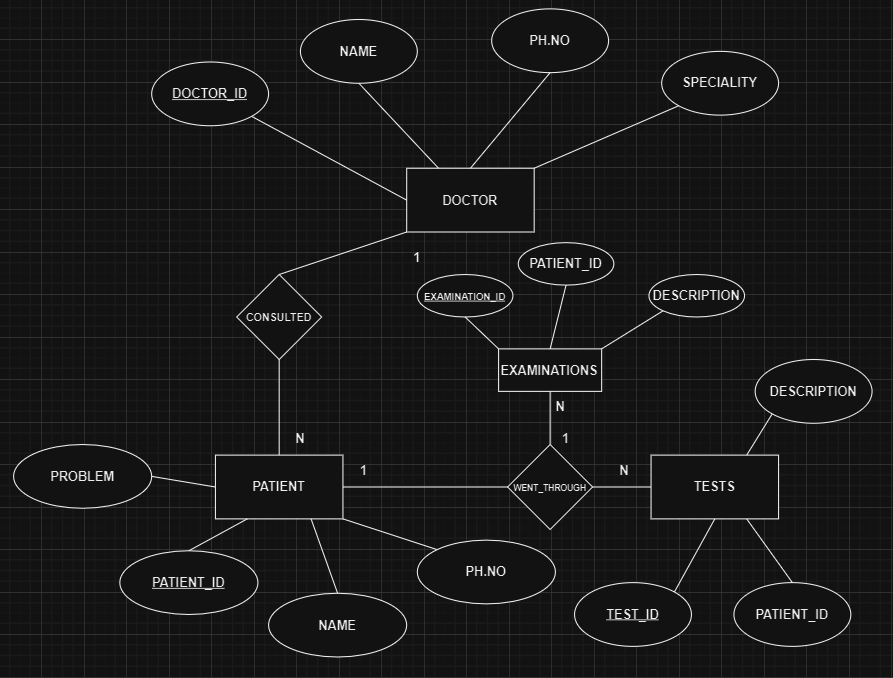 PH.NO
NAME
SPECIALITY
DOCTOR_ID
DOCTOR
1
PATIENT_ID
EXAMINATION_ID
DESCRIPTION
CONSULTED
EXAMINATIONS
DESCRIPTION
N
1
N
1
N
PROBLEM
PATIENT
WENT_THROUGH
TESTS
PH.NO
PATIENT_ID
NAME
TEST_ID
PATIENT_ID